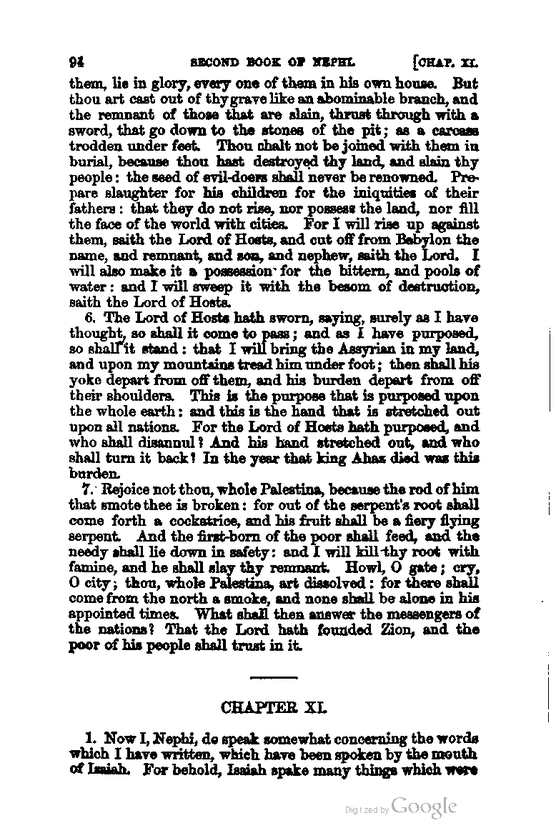 94 SECOND BOOK OF NEPHI. [CHAP. XI.
them, lie in glory, every one of them in his own house. But
thou art cast out of thy grave like an abominable branch, and
the remnant of those that are slain, thrust through with a
sword, that go down to the stones of the pit; as a carcass
trodden under feet. Thou shalt not be joined with them in
burial, because thou hast destroyed thy land, and slain thy
people: the seed of evil-doers shall never be renowned. Pre-
pare slaughter for his children for the iniquities of their
fathers: that they do not rise, nor possess the land, nor fill
the face of the world with cities. For I will rise up against
them, saith the Lord of Hosts, and cut off from Babylon the
name, and remnant, and son, and nephew, saith the Lord. I
will also make it a possession for the bittern, and pools of
water: and I will sweep it with the besom of destruction,
saith the Lord of Hosts.
6. The Lord of Hosts hath sworn, saying, surely as I have
thought, so shall it come to pass; and as I have purposed,
so shall it stand: that I will bring the Assyrian in my land,
and upon my mountains tread him under foot; then shall his
yoke depart from off them, and his burden depart from off
their shoulders. This is the purpose that is purposed upon
the whole earth: and this is the hand that is stretched out
upon all nations. For the Lord of Hosts hath purposed, and
who shall disannul? And his hand stretched out, and who
shall turn it back? In the year that king Ahaz died was this
burden.
7. Rejoice not thou, whole Palestina, because the rod of him
that smote thee is broken: for out of the serpent's root shall
come forth a cockatrice, and his fruit shall be a fiery flying
serpent. And the first-born of the poor shall feed, and the
needy shall lie down in safety: and I will kill thy root with
famine, and he shall slay thy remnant. Howl, O gate; cry,
O city; thou, whole Palestina, art dissolved: for there shall
come from the north a smoke, and none shall be alone in his
appointed times. What shall then answer the messengers of
the nations? That the Lord hath founded Zion, and the
poor of his people shall trust in it.
CHAPTER XI.
1. Now I, Nephi, do speak somewhat concerning the words
which I have written, which have been spoken by the mouth
of Isaiah. For behold, Isaiah spake many things which were
Digitized by Google